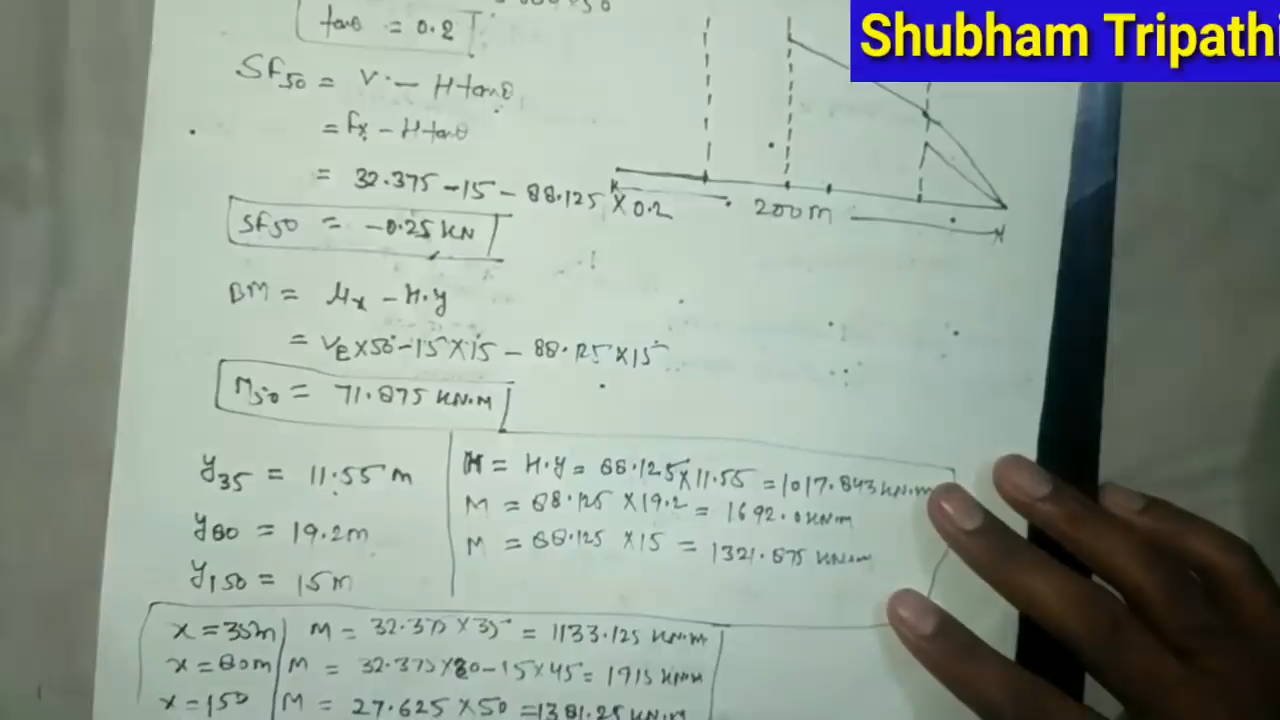 Shubham Tripathi
tanθ = 0.2
SF50 = V - H tanθ
= Fx - H tanθ
= 32.375 - 15 - 88.125 × 0.2
SF50 = -0.25 KN
200m
BM = Mx - H.y
= VE × 50 - 15 × 15 - 88.125 × 15
M50 = 71.875 KN.M
y35 = 11.55 m
y80 = 19.2m
y150 = 15m
M = H.y = 88.125 × 11.55 = 1017.843 KN.m
M = 88.125 × 19.2 = 1692.0 KNm
M = 88.125 × 15 = 1321.875 KN.m
x = 35m M = 32.375 × 35 = 1133.125 KN.M
x = 80m M = 32.375 × 80 - 15 × 45 = 1915 KNm
x = 150 M = 27.625 × 50 = 1381.25 KN.m